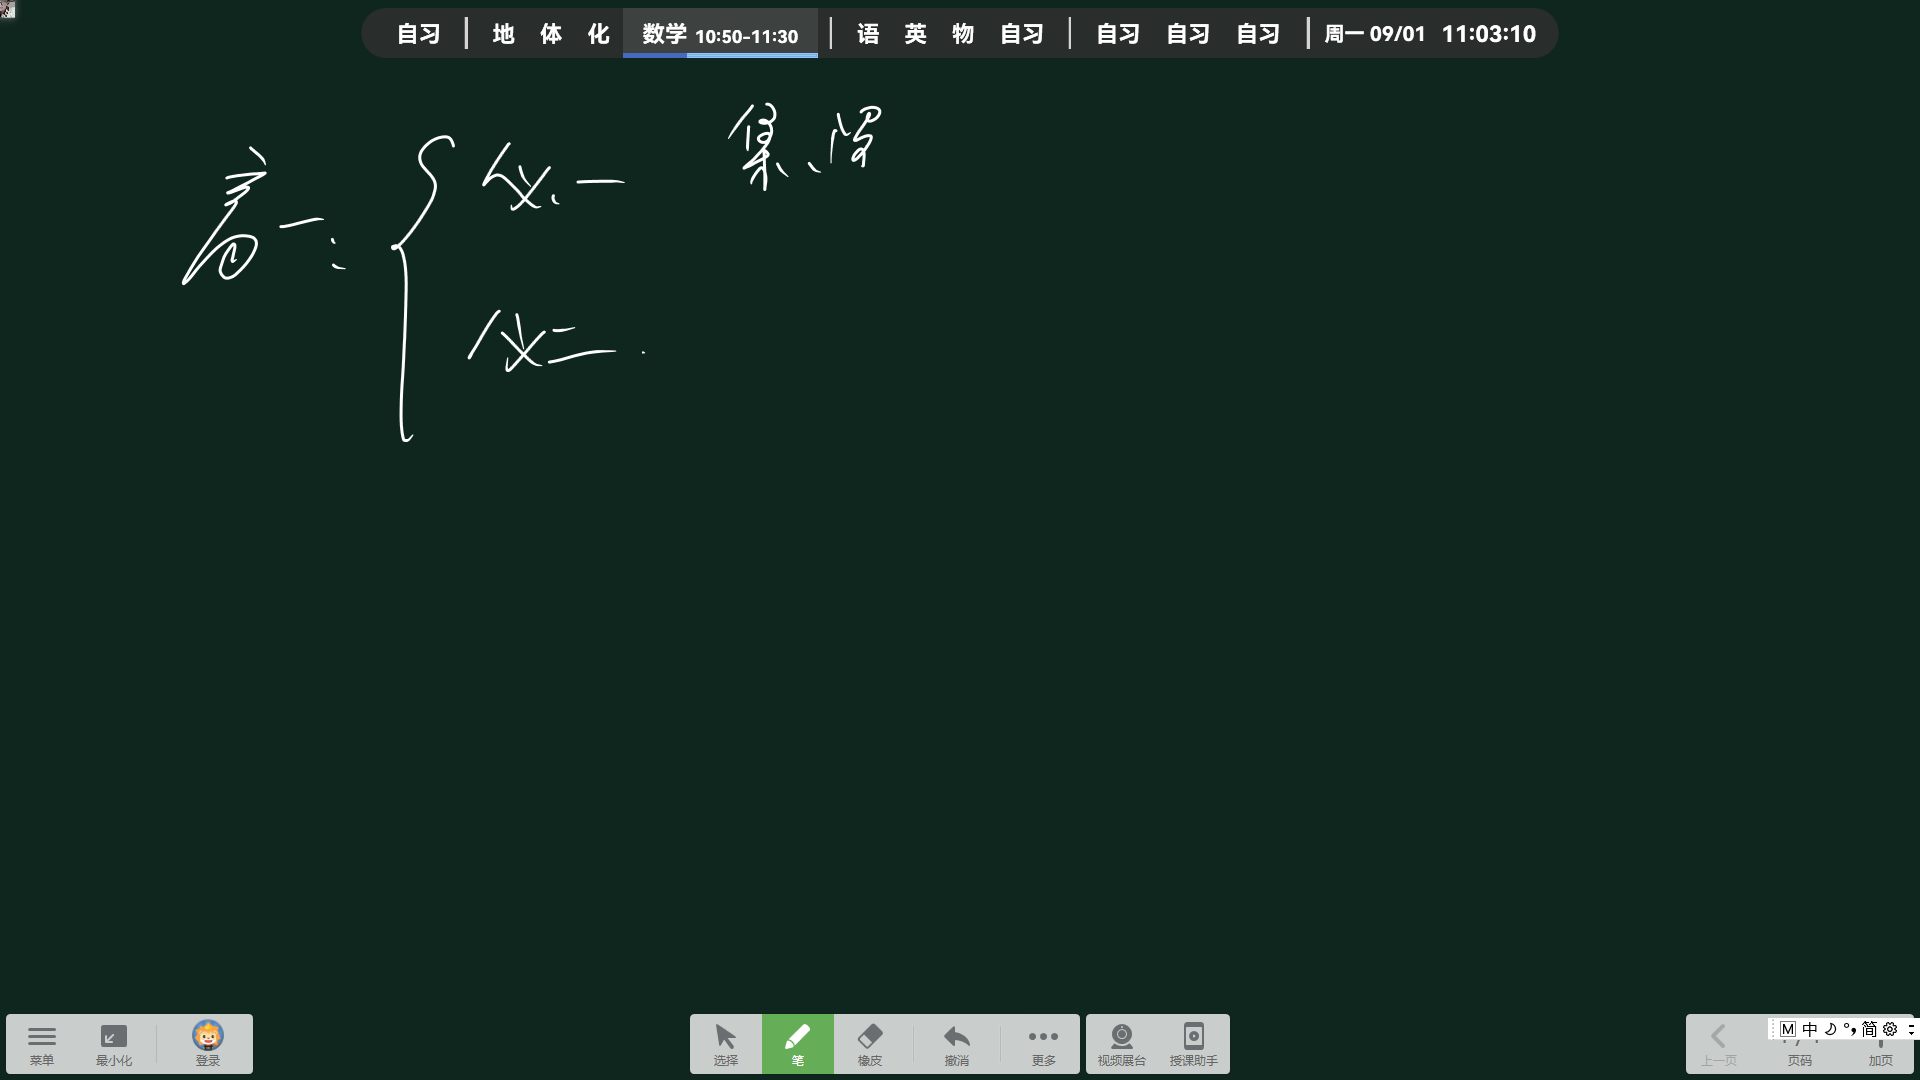 自习 | 地 体 化 数学 10:50-11:30 | 语 英 物 自习 | 自习 自习 自习 | 周一 09/01 11:03:10
高一:
必一
必二
菜单 最小化 登录 选择 笔 橡皮 撤消 更多 视频展台 授课助手 上一页 页码 加页
M 中 简